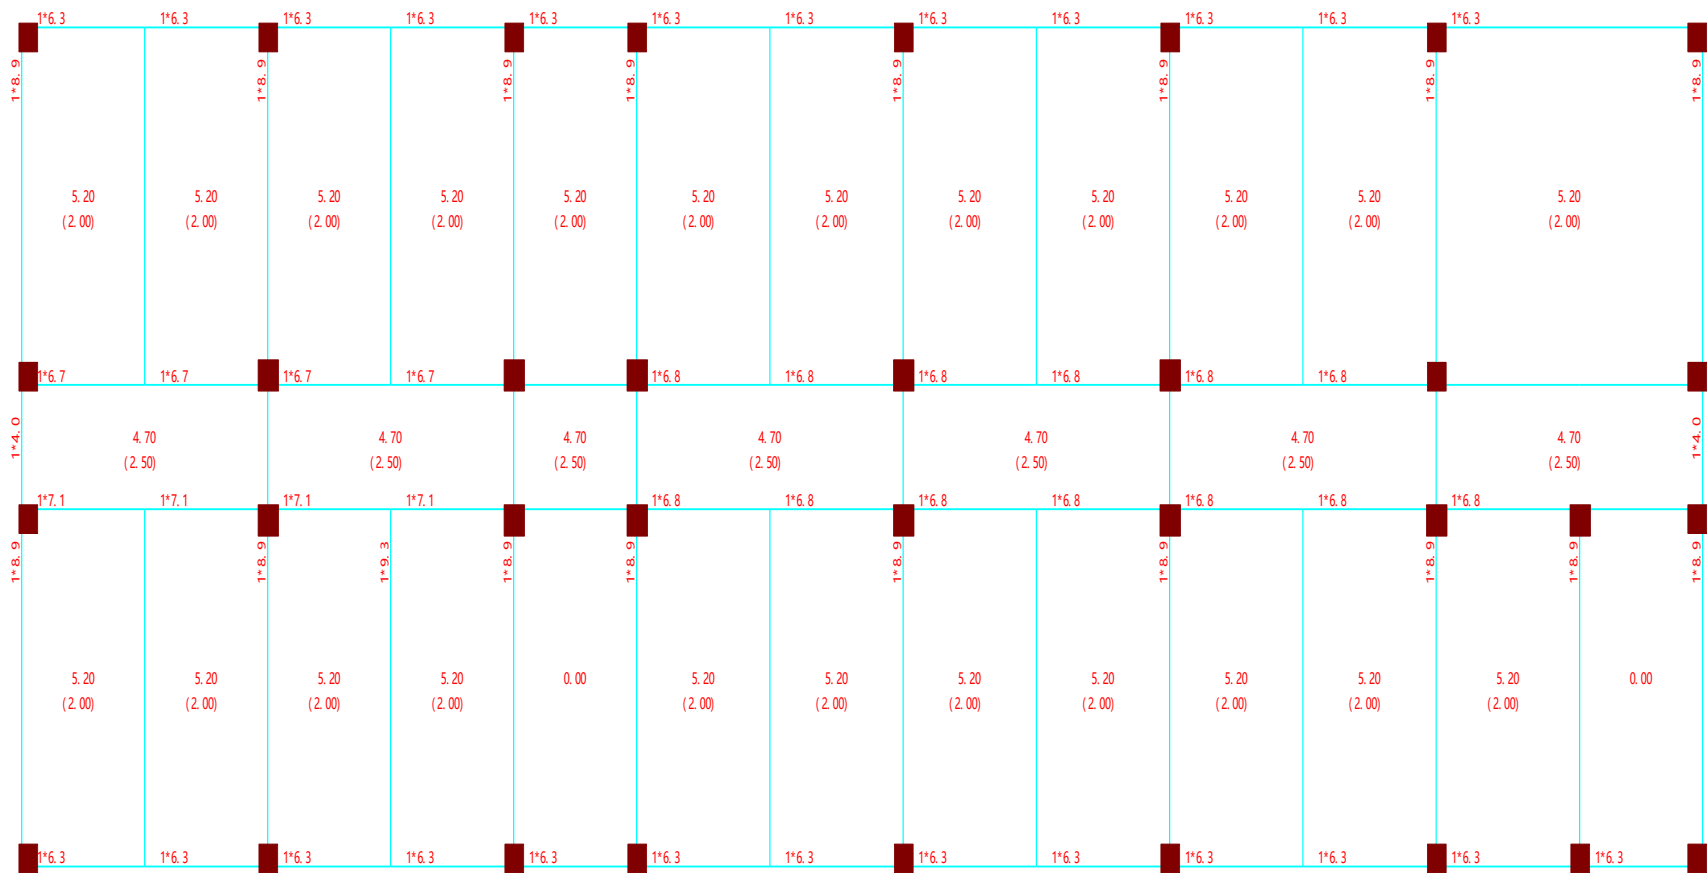 1*6.3 1*6.3 1*6.3 1*6.3 1*6.3 1*6.3 1*6.3 1*6.3 1*6.3 1*6.3 1*6.3 1*6.3
1*8.9 1*8.9 1*8.9 1*8.9 1*8.9 1*8.9 1*8.9 1*8.9
5.20 5.20 5.20 5.20 5.20 5.20 5.20 5.20 5.20 5.20 5.20 5.20
(2.00) (2.00) (2.00) (2.00) (2.00) (2.00) (2.00) (2.00) (2.00) (2.00) (2.00) (2.00)
1*6.7 1*6.7 1*6.7 1*6.7 1*6.8 1*6.8 1*6.8 1*6.8 1*6.8 1*6.8
1*4.0 1*4.0
4.70 4.70 4.70 4.70 4.70 4.70 4.70
(2.50) (2.50) (2.50) (2.50) (2.50) (2.50) (2.50)
1*7.1 1*7.1 1*7.1 1*7.1 1*6.8 1*6.8 1*6.8 1*6.8 1*6.8 1*6.8 1*6.8
1*8.9 1*8.9 1*9.3 1*8.9 1*8.9 1*8.9 1*8.9 1*8.9 1*8.9 1*8.9
5.20 5.20 5.20 5.20 0.00 5.20 5.20 5.20 5.20 5.20 5.20 5.20 0.00
(2.00) (2.00) (2.00) (2.00) (2.00) (2.00) (2.00) (2.00) (2.00) (2.00) (2.00)
1*6.3 1*6.3 1*6.3 1*6.3 1*6.3 1*6.3 1*6.3 1*6.3 1*6.3 1*6.3 1*6.3 1*6.3 1*6.3